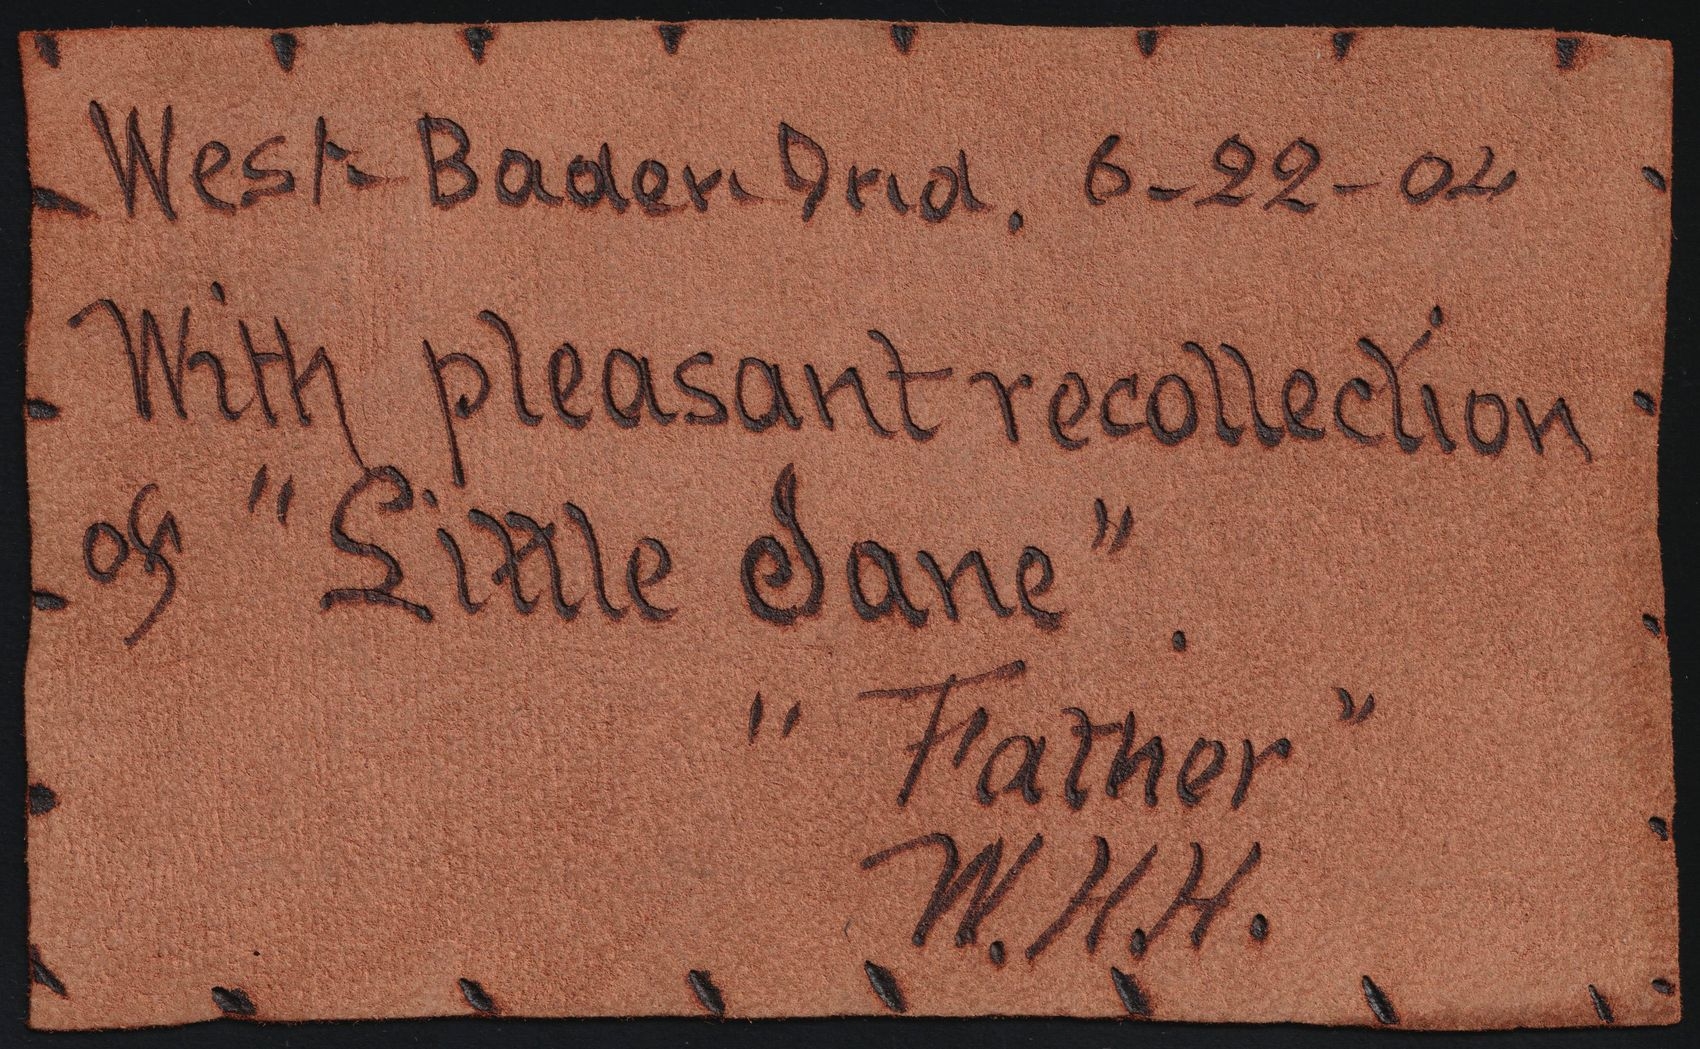 West Baden Ind. 6-22-04
With pleasant recollection
of "Little Jane".
"Father"
W.H.H.